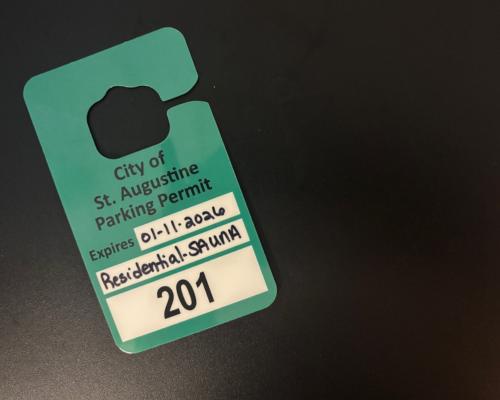 City of
St. Augustine
Parking Permit
Expires 01-11-2026
Residential-SAunA
201